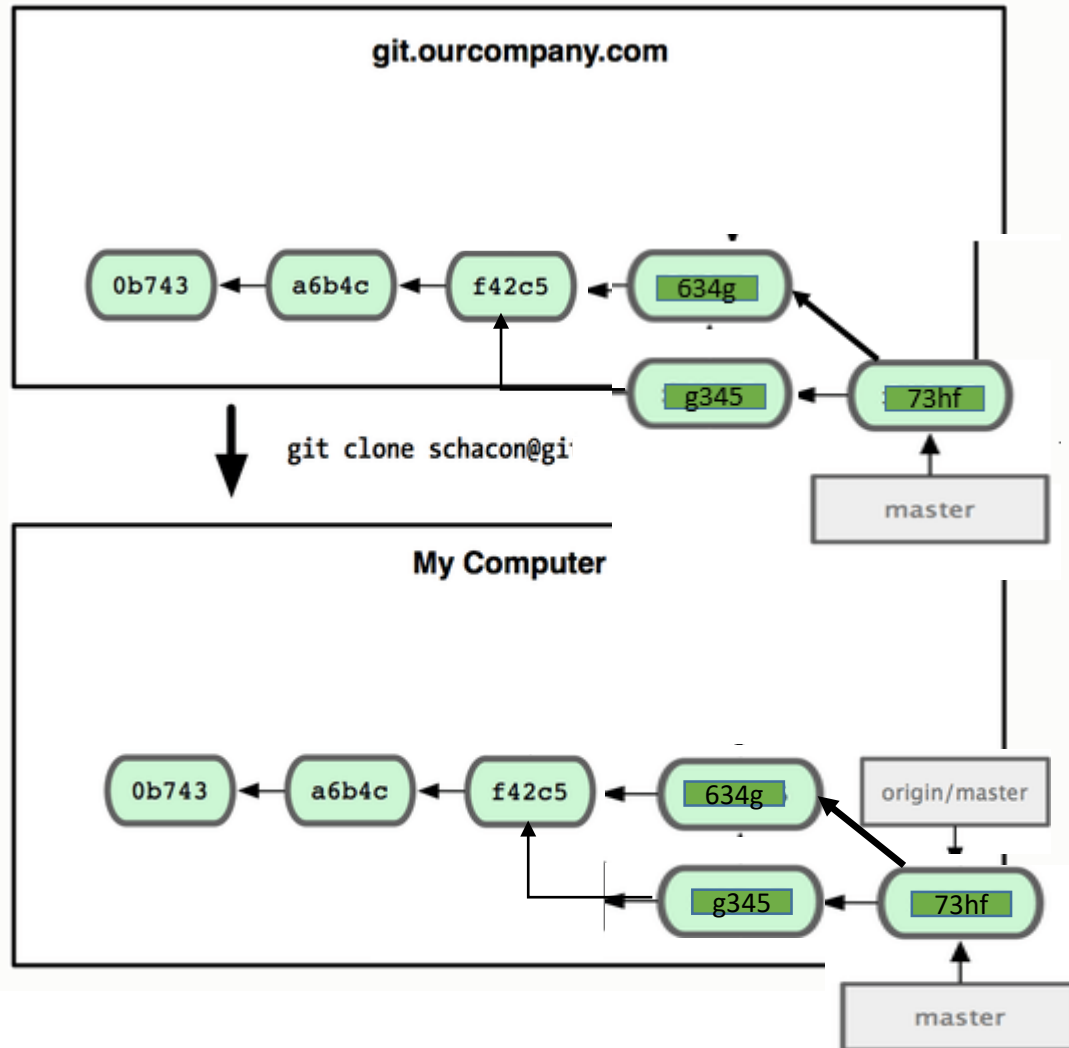 git.ourcompany.com
0b743
a6b4c
f42c5
634g
g345
73hf
git clone schacon@gi
master
My Computer
0b743
a6b4c
f42c5
634g
origin/master
g345
73hf
master